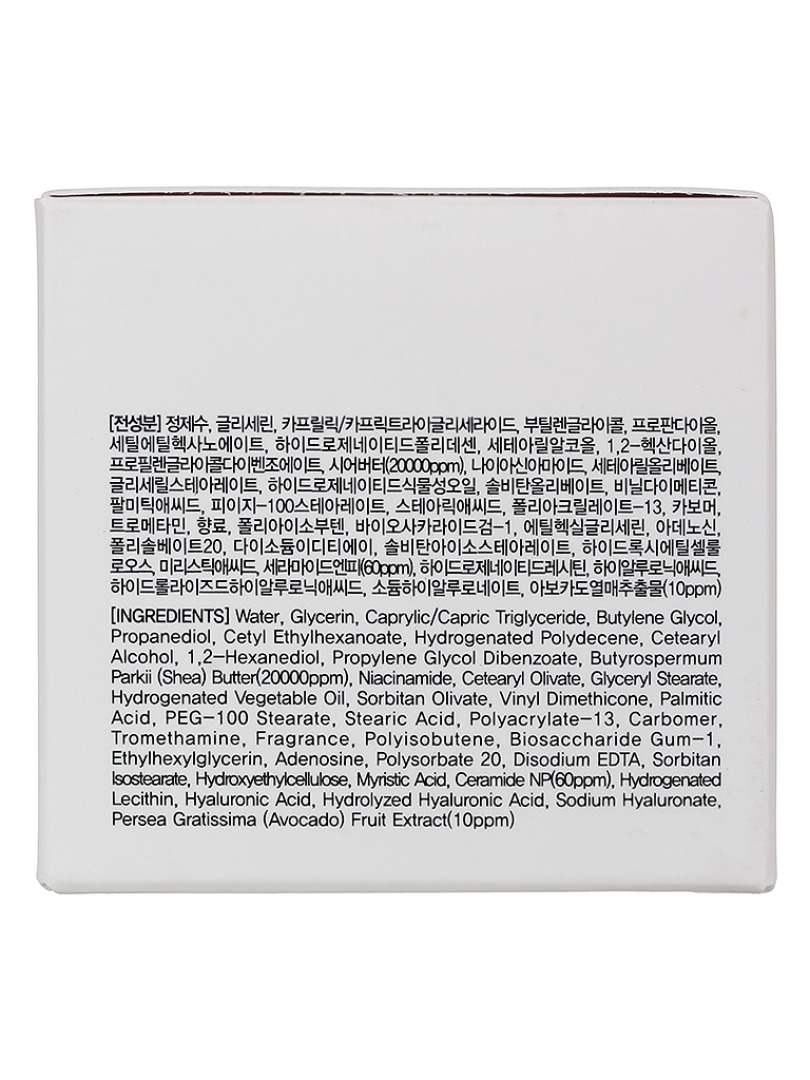 [전성분] 정제수, 글리세린, 카프릴릭/카프릭트라이글리세라이드, 부틸렌글라이콜, 프로판다이올,
세틸에틸헥사노에이트, 하이드로제네이티드폴리데센, 세테아릴알코올, 1,2-헥산다이올,
프로필렌글라이콜다이벤조에이트, 시어버터(20000ppm), 나이아신아마이드, 세테아릴올리베이트,
글리세릴스테아레이트, 하이드로제네이티드식물성오일, 솔비탄올리베이트, 비닐다이메티콘,
팔미틱애씨드, 피이지-100스테아레이트, 스테아릭애씨드, 폴리아크릴레이트-13, 카보머,
트로메타민, 향료, 폴리아이소부텐, 바이오사카라이드검-1, 에틸헥실글리세린, 아데노신,
폴리솔베이트20, 다이소듐이디티에이, 솔비탄아이소스테아레이트, 하이드록시에틸셀룰
로오스, 미리스틱애씨드, 세라마이드엔피(60ppm), 하이드로제네이티드레시틴, 하이알루로닉애씨드,
하이드롤라이즈드하이알루로닉애씨드, 소듐하이알루로네이트, 아보카도열매추출물(10ppm)
[INGREDIENTS] Water, Glycerin, Caprylic/Capric Triglyceride, Butylene Glycol,
Propanediol, Cetyl Ethylhexanoate, Hydrogenated Polydecene, Cetearyl
Alcohol, 1,2-Hexanediol, Propylene Glycol Dibenzoate, Butyrospermum
Parkii (Shea) Butter(20000ppm), Niacinamide, Cetearyl Olivate, Glyceryl Stearate,
Hydrogenated Vegetable Oil, Sorbitan Olivate, Vinyl Dimethicone, Palmitic
Acid, PEG-100 Stearate, Stearic Acid, Polyacrylate-13, Carbomer,
Tromethamine, Fragrance, Polyisobutene, Biosaccharide Gum-1,
Ethylhexylglycerin, Adenosine, Polysorbate 20, Disodium EDTA, Sorbitan
Isostearate, Hydroxyethylcellulose, Myristic Acid, Ceramide NP(60ppm), Hydrogenated
Lecithin, Hyaluronic Acid, Hydrolyzed Hyaluronic Acid, Sodium Hyaluronate,
Persea Gratissima (Avocado) Fruit Extract(10ppm)